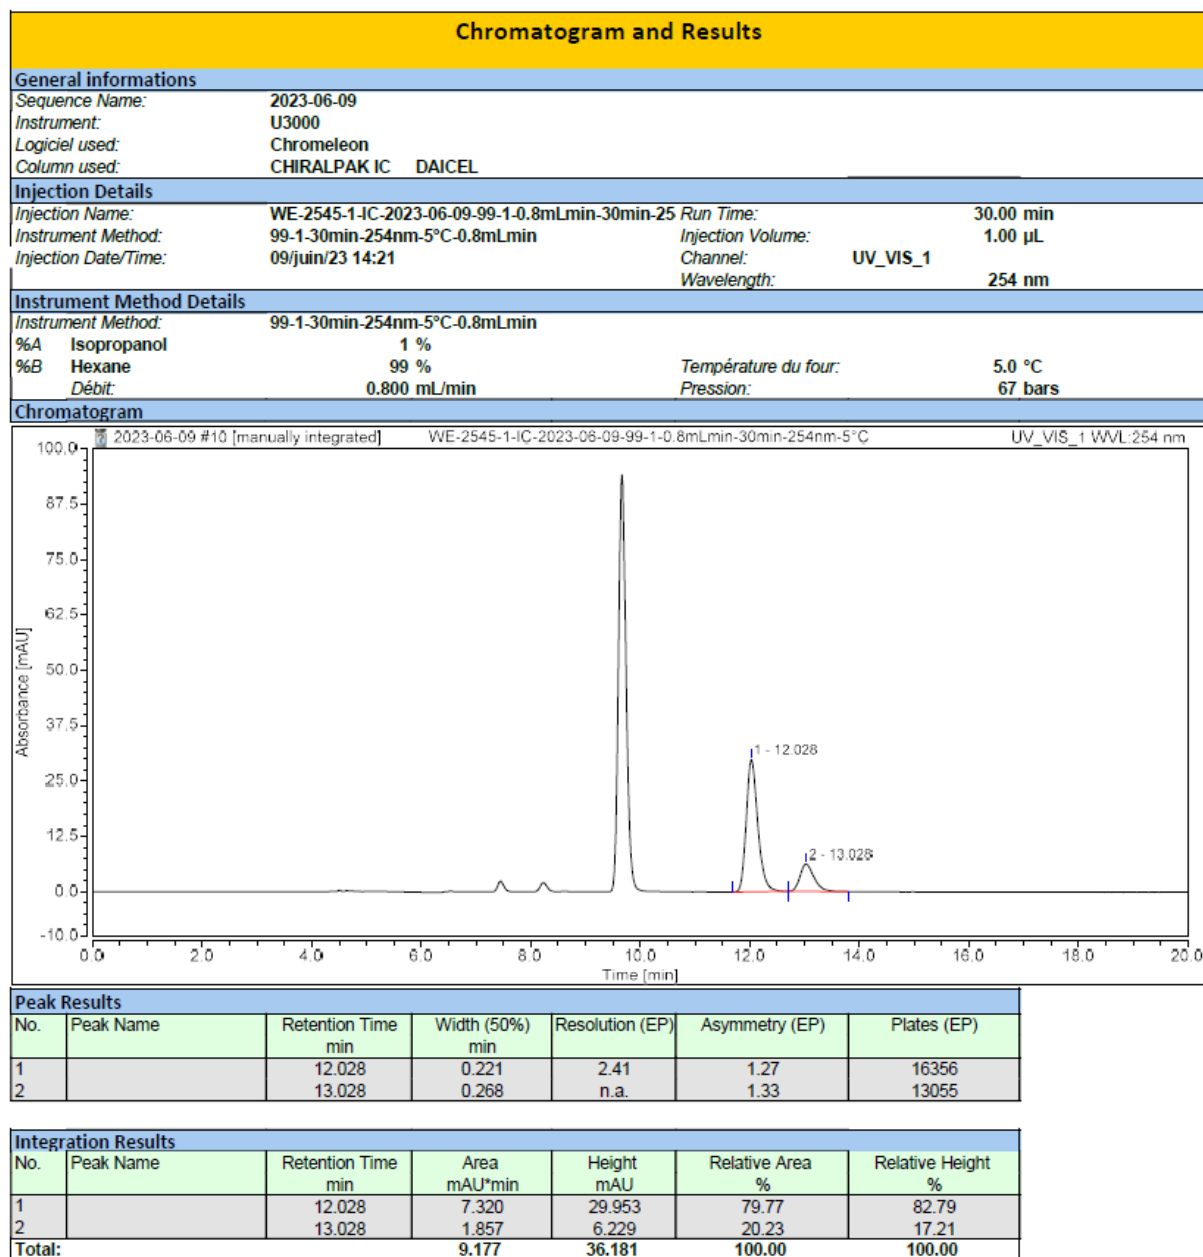 Chromatogram and Results
General informations
Sequence Name: 2023-06-09
Instrument: U3000
Logiciel used: Chromeleon
Column used: CHIRALPAK IC DAICEL
Injection Details
Injection Name: WE-2545-1-IC-2023-06-09-99-1-0.8mLmin-30min-25 Run Time: 30.00 min
Instrument Method: 99-1-30min-254nm-5°C-0.8mLmin Injection Volume: 1.00 µL
Injection Date/Time: 09/juin/23 14:21 Channel: UV_VIS_1
Wavelength: 254 nm
Instrument Method Details
Instrument Method: 99-1-30min-254nm-5°C-0.8mLmin
%A Isopropanol 1 %
%B Hexane 99 % Température du four: 5.0 °C
Débit: 0.800 mL/min Pression: 67 bars
Chromatogram
2023-06-09 #10 [manually integrated] WE-2545-1-IC-2023-06-09-99-1-0.8mLmin-30min-254nm-5°C UV_VIS_1 WVL:254 nm
100.0
87.5
75.0
62.5
50.0
37.5
25.0
12.5
0.0
-10.0
Absorbance [mAU]
1 - 12.028
2 - 13.028
0.0 2.0 4.0 6.0 8.0 10.0 12.0 14.0 16.0 18.0 20.0
Time [min]
Peak Results
No. Peak Name Retention Time Width (50%) Resolution (EP) Asymmetry (EP) Plates (EP)
min min
1 12.028 0.221 2.41 1.27 16356
2 13.028 0.268 n.a. 1.33 13055
Integration Results
No. Peak Name Retention Time Area Height Relative Area Relative Height
min mAU*min mAU % %
1 12.028 7.320 29.953 79.77 82.79
2 13.028 1.857 6.229 20.23 17.21
Total: 9.177 36.181 100.00 100.00